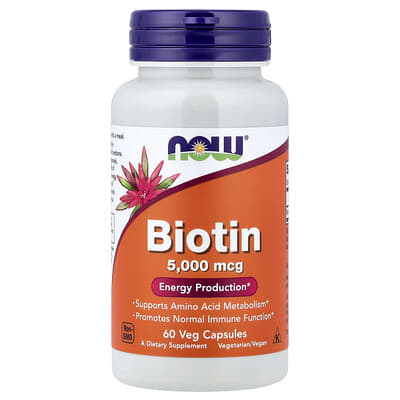 NOW
Biotin
5,000 mcg
Energy Production*
•Supports Amino Acid Metabolism*
•Promotes Normal Immune Function*
60 Veg Capsules
Non-
GMO
A Dietary Supplement Vegetarian/Vegan
K